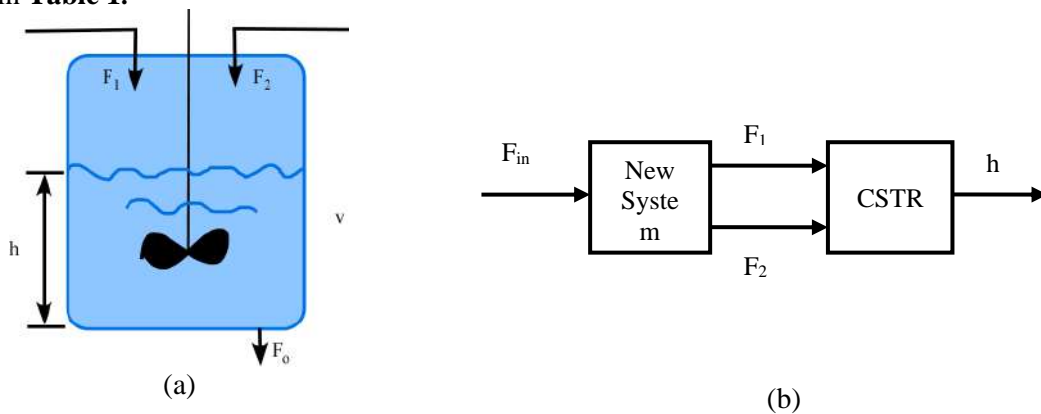 in Table 1.
F₁
F₂
h
v
Fₒ
(a)
Fᵢₙ
New
Syste
m
F₁
F₂
CSTR
h
(b)